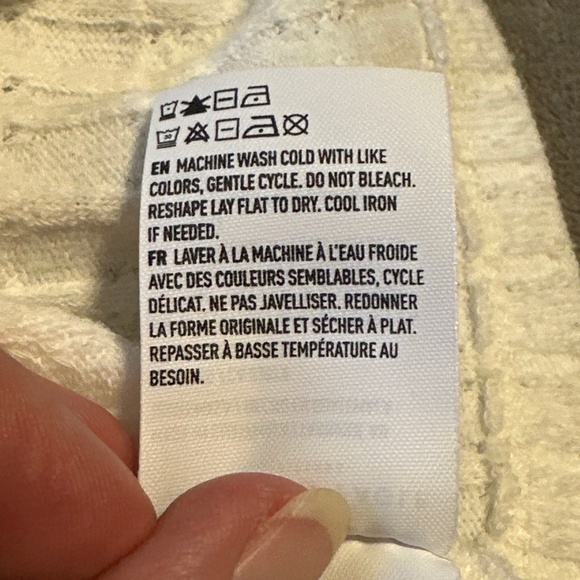 30
EN MACHINE WASH COLD WITH LIKE
COLORS, GENTLE CYCLE. DO NOT BLEACH.
RESHAPE LAY FLAT TO DRY. COOL IRON
IF NEEDED.
FR LAVER À LA MACHINE À L'EAU FROIDE
AVEC DES COULEURS SEMBLABLES, CYCLE
DÉLICAT. NE PAS JAVELLISER. REDONNER
LA FORME ORIGINALE ET SÉCHER À PLAT.
REPASSER À BASSE TEMPÉRATURE AU
BESOIN.